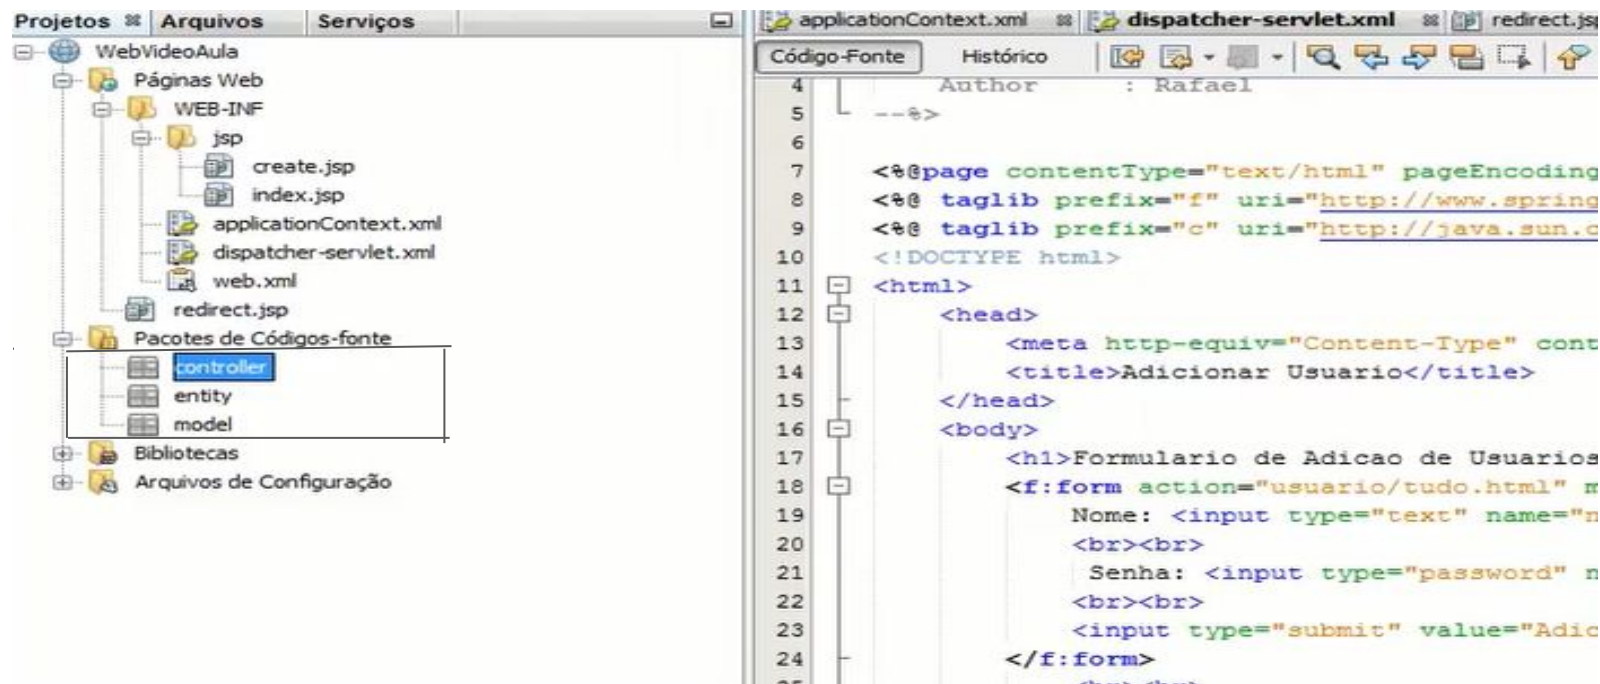 Projetos Arquivos Serviços
WebVideoAula
Páginas Web
WEB-INF
jsp
create.jsp
index.jsp
applicationContext.xml
dispatcher-servlet.xml
web.xml
redirect.jsp
Pacotes de Códigos-fonte
controller
entity
model
Bibliotecas
Arquivos de Configuração
applicationContext.xml dispatcher-servlet.xml redirect.jsp
Código-Fonte Histórico
4 Author : Rafael
5 --%>
6
7 <%@page contentType="text/html" pageEncoding
8 <%@ taglib prefix="f" uri="http://www.spring
9 <%@ taglib prefix="c" uri="http://java.sun.c
10 <!DOCTYPE html>
11 <html>
12 <head>
13 <meta http-equiv="Content-Type" cont
14 <title>Adicionar Usuario</title>
15 </head>
16 <body>
17 <h1>Formulario de Adicao de Usuarios
18 <f:form action="usuario/tudo.html" m
19 Nome: <input type="text" name="n
20 <br><br>
21 Senha: <input type="password" n
22 <br><br>
23 <input type="submit" value="Adic
24 </f:form>